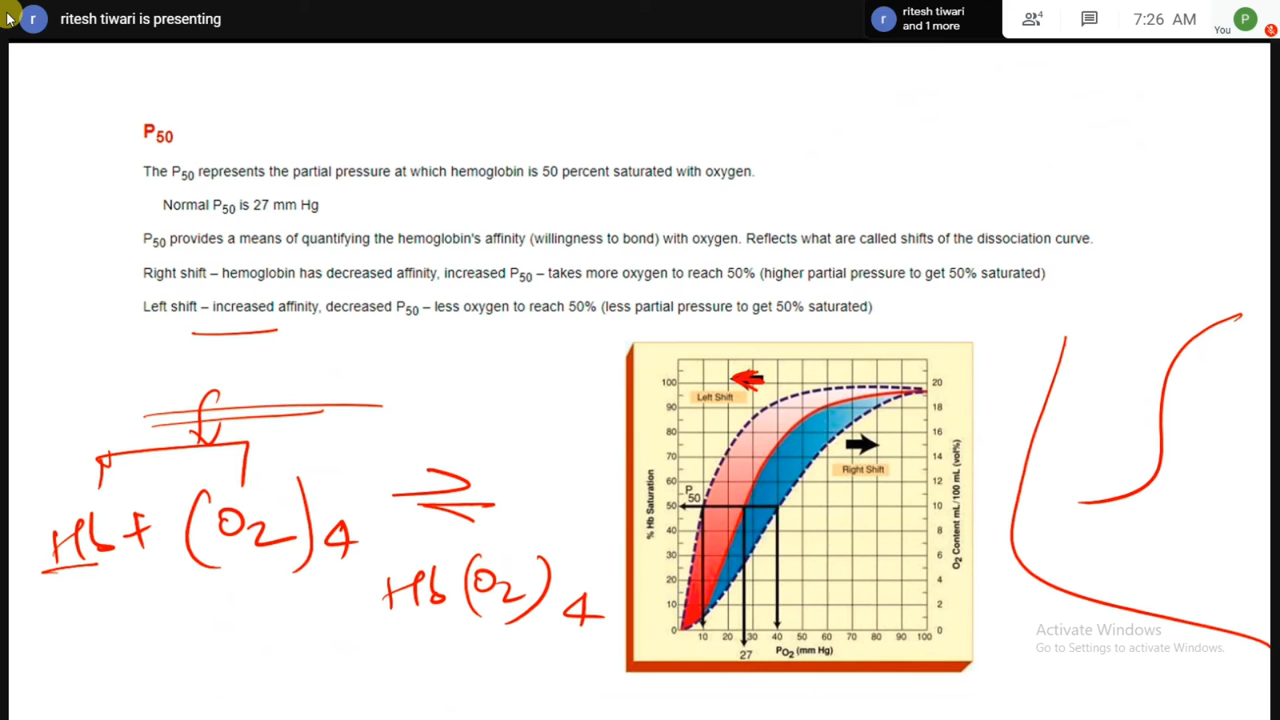 r ritesh tiwari is presenting
r ritesh tiwari and 1 more
4
7:26 AM
You P
P50
The P50 represents the partial pressure at which hemoglobin is 50 percent saturated with oxygen.
Normal P50 is 27 mm Hg
P50 provides a means of quantifying the hemoglobin's affinity (willingness to bond) with oxygen. Reflects what are called shifts of the dissociation curve.
Right shift – hemoglobin has decreased affinity, increased P50 – takes more oxygen to reach 50% (higher partial pressure to get 50% saturated)
Left shift – increased affinity, decreased P50 – less oxygen to reach 50% (less partial pressure to get 50% saturated)
Hb + (O2)4 ⇌
Hb(O2)4
% Hb Saturation
100
90
80
70
60
50
40
30
20
10
0
Left Shift
Right Shift
P50
20
18
16
14
12
10
8
6
4
2
0
O2 Content mL/100 mL (vol%)
10 20 30 40 50 60 70 80 90 100
27
PO2 (mm Hg)
Activate Windows
Go to Settings to activate Windows.